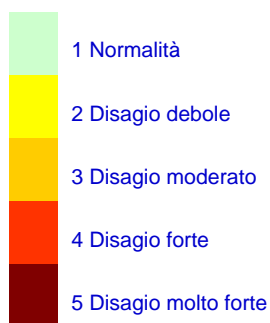 1 Normalità
2 Disagio debole
3 Disagio moderato
4 Disagio forte
5 Disagio molto forte